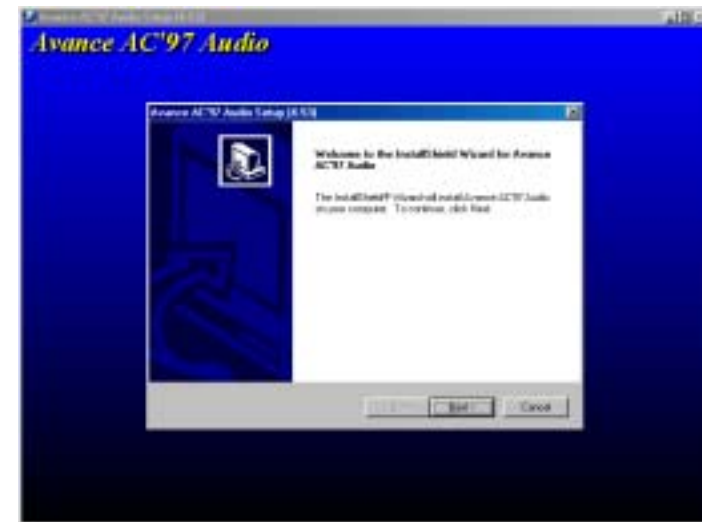 Avance AC'97 Audio
Avance AC'97 Audio Setup
Welcome to the InstallShield Wizard for Avance
AC'97 Audio
The InstallShield® Wizard will install Avance AC'97 Audio
on your computer. To continue, click Next.
Next
Cancel